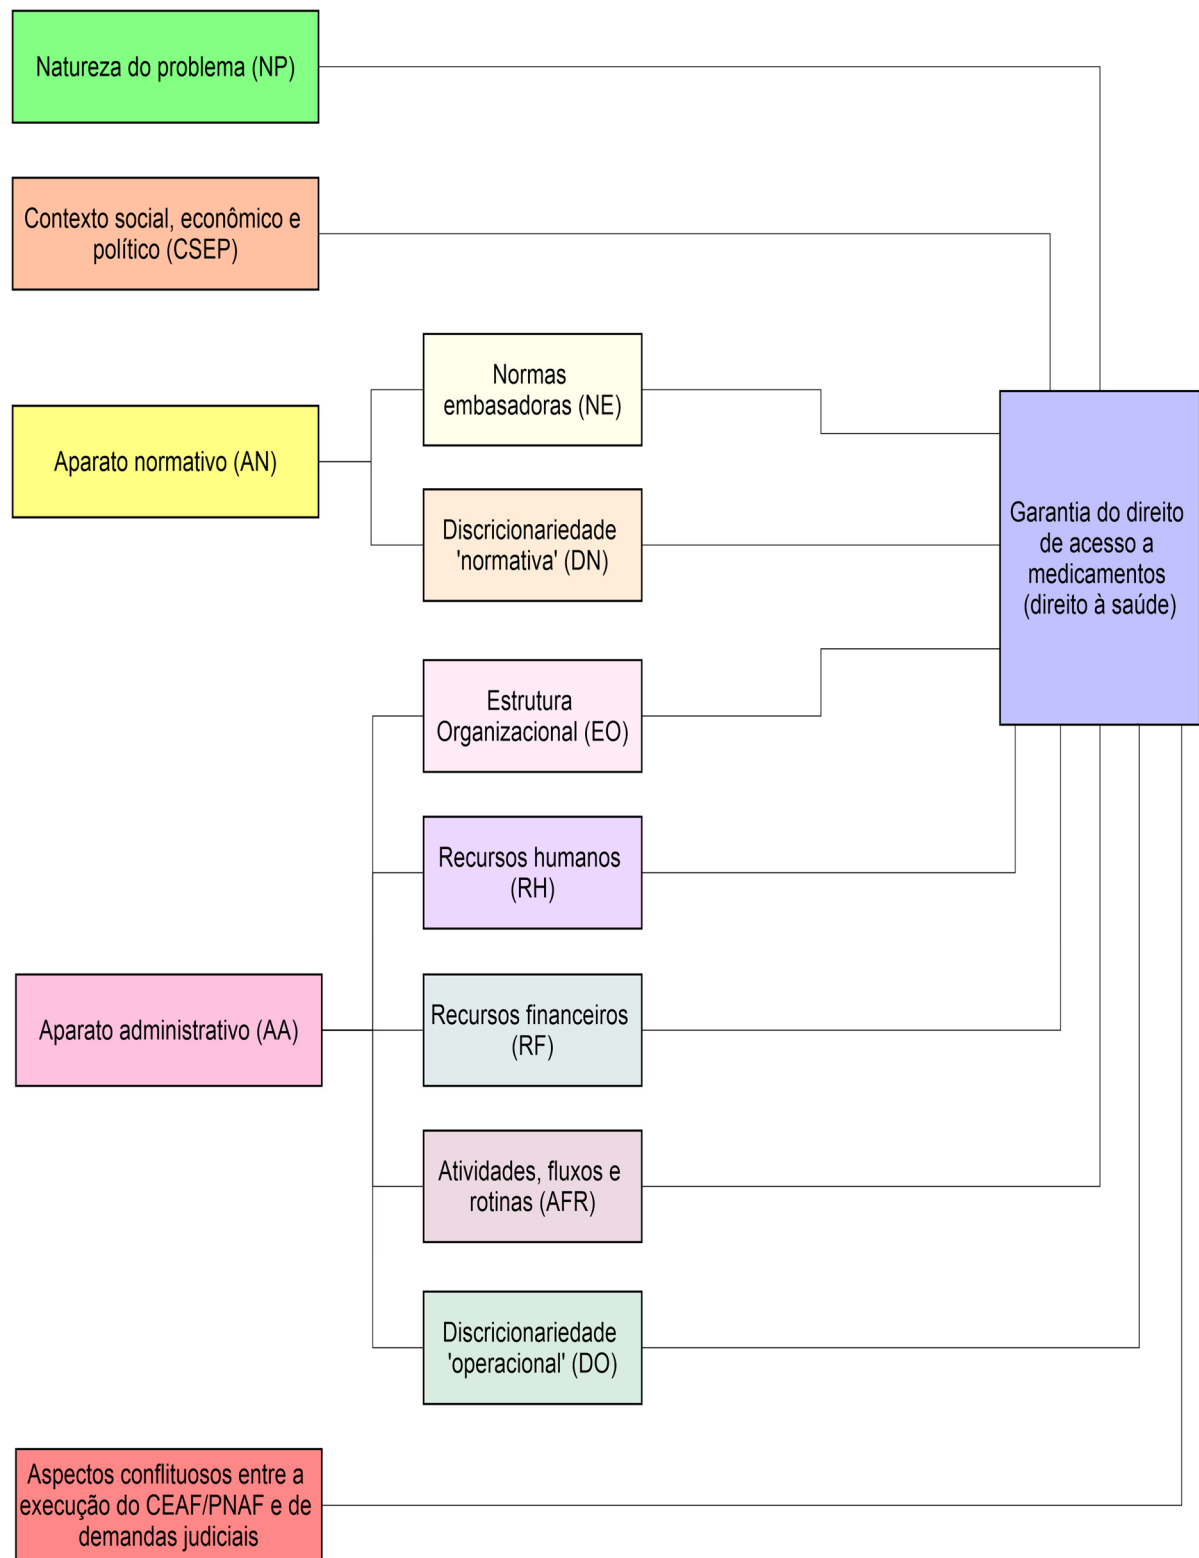 Natureza do problema (NP)
Contexto social, econômico e
político (CSEP)
Normas
embasadoras (NE)
Aparato normativo (AN)
Discricionariedade
'normativa' (DN)
Garantia do direito
de acesso a
medicamentos
(direito à saúde)
Estrutura
Organizacional (EO)
Recursos humanos
(RH)
Aparato administrativo (AA)
Recursos financeiros
(RF)
Atividades, fluxos e
rotinas (AFR)
Discricionariedade
'operacional' (DO)
Aspectos conflituosos entre a
execução do CEAF/PNAF e de
demandas judiciais